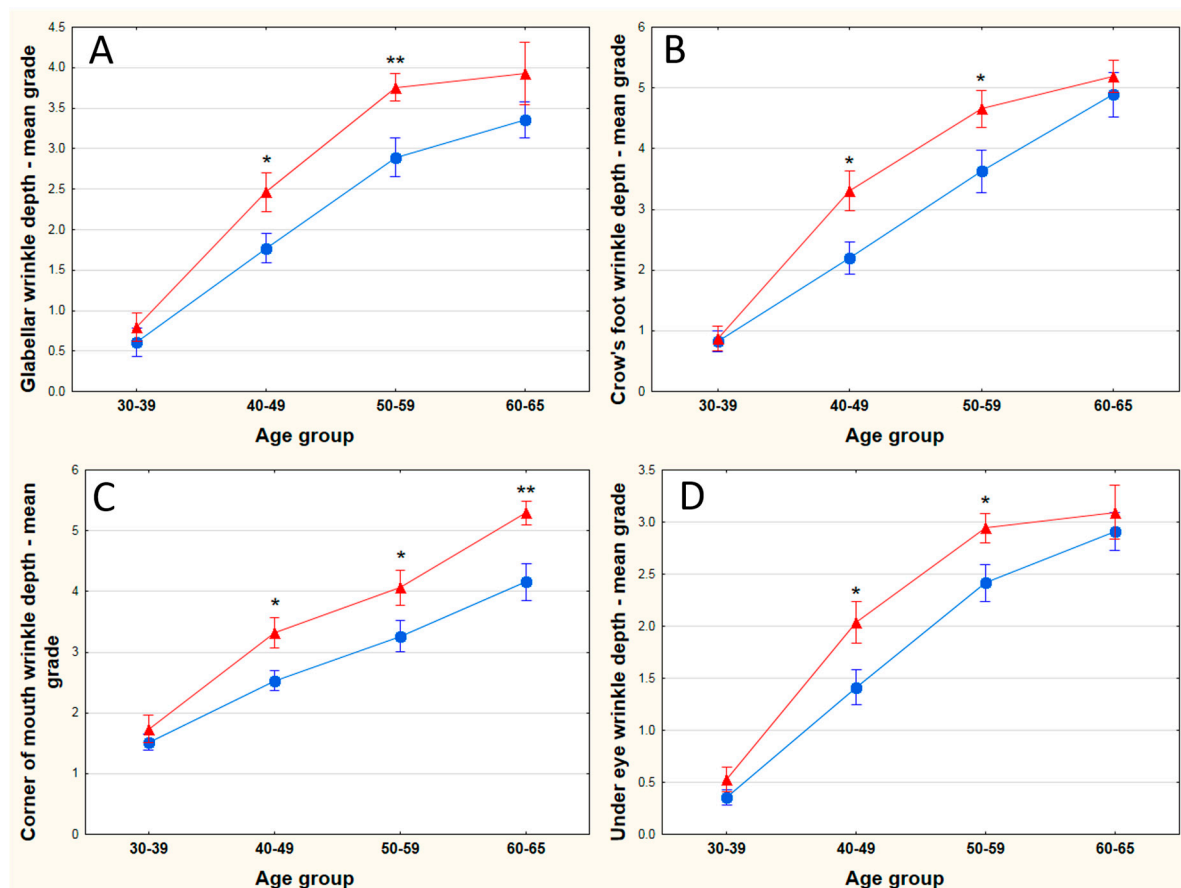 A
Glabellar wrinkle depth - mean grade
4.5
4.0
3.5
3.0
2.5
2.0
1.5
1.0
0.5
0.0
*
**
30-39 40-49 50-59 60-65
Age group
B
Crow's foot wrinkle depth - mean grade
6
5
4
3
2
1
0
*
*
30-39 40-49 50-59 60-65
Age group
C
Corner of mouth wrinkle depth - mean
grade
6
5
4
3
2
1
0
*
*
**
30-39 40-49 50-59 60-65
Age group
D
Under eye wrinkle depth - mean grade
3.5
3.0
2.5
2.0
1.5
1.0
0.5
0.0
*
*
30-39 40-49 50-59 60-65
Age group